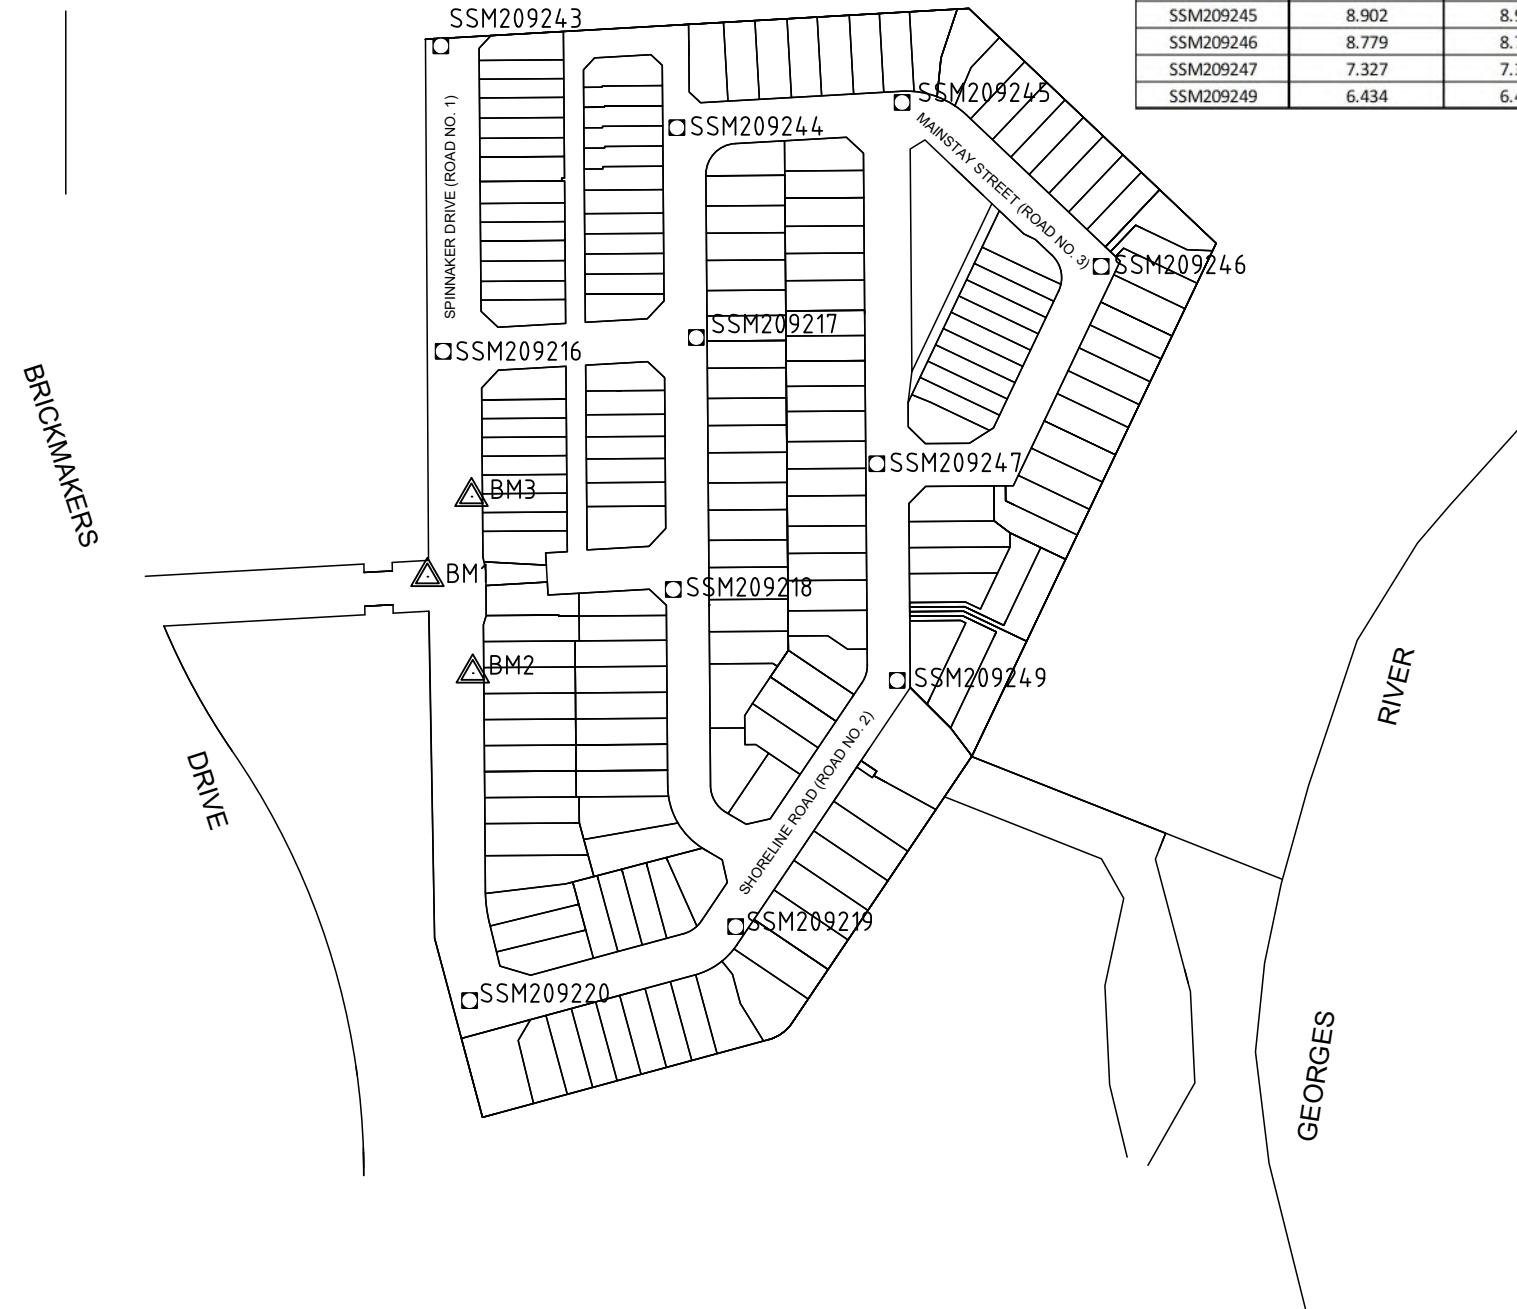 SSM209243
SSM209245 8.902
SSM209246 8.779
SSM209247 7.327
SSM209249 6.434
SSM209245
SSM209244
MAINSTAY STREET (ROAD NO. 3)
SPINNAKER DRIVE (ROAD NO. 1)
SSM209246
SSM209217
SSM209216
BRICKMAKERS
SSM209247
BM3
BM1
SSM209218
BM2
SSM209249
RIVER
DRIVE
SHORELINE ROAD (ROAD NO. 2)
SSM209219
SSM209220
GEORGES